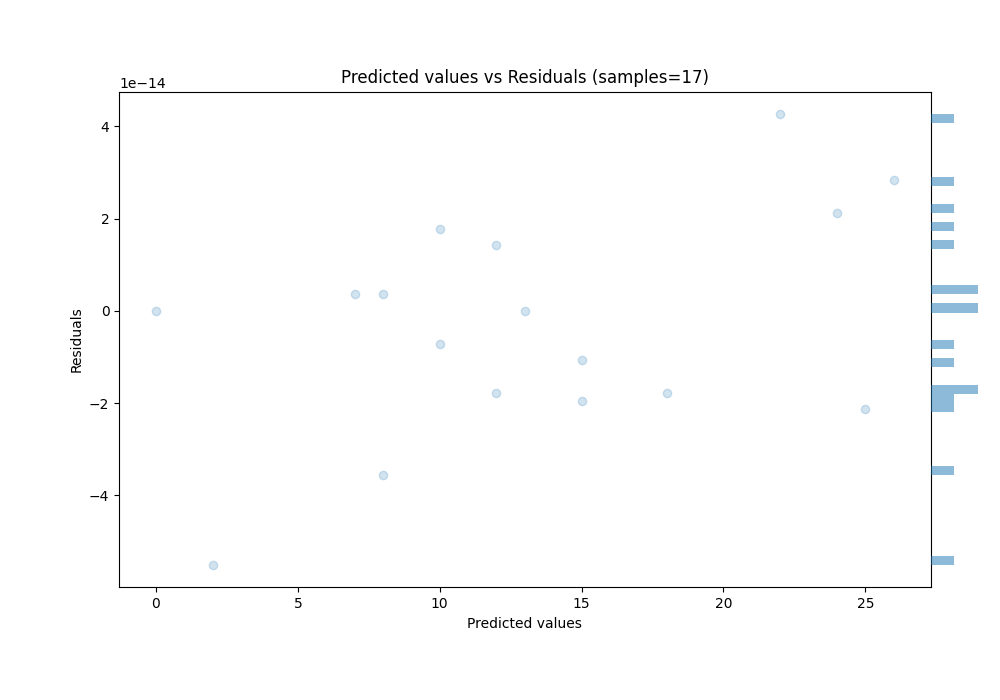 Predicted values vs Residuals (samples=17)
1e−14
4
2
0
−2
−4
Residuals
0 5 10 15 20 25
Predicted values